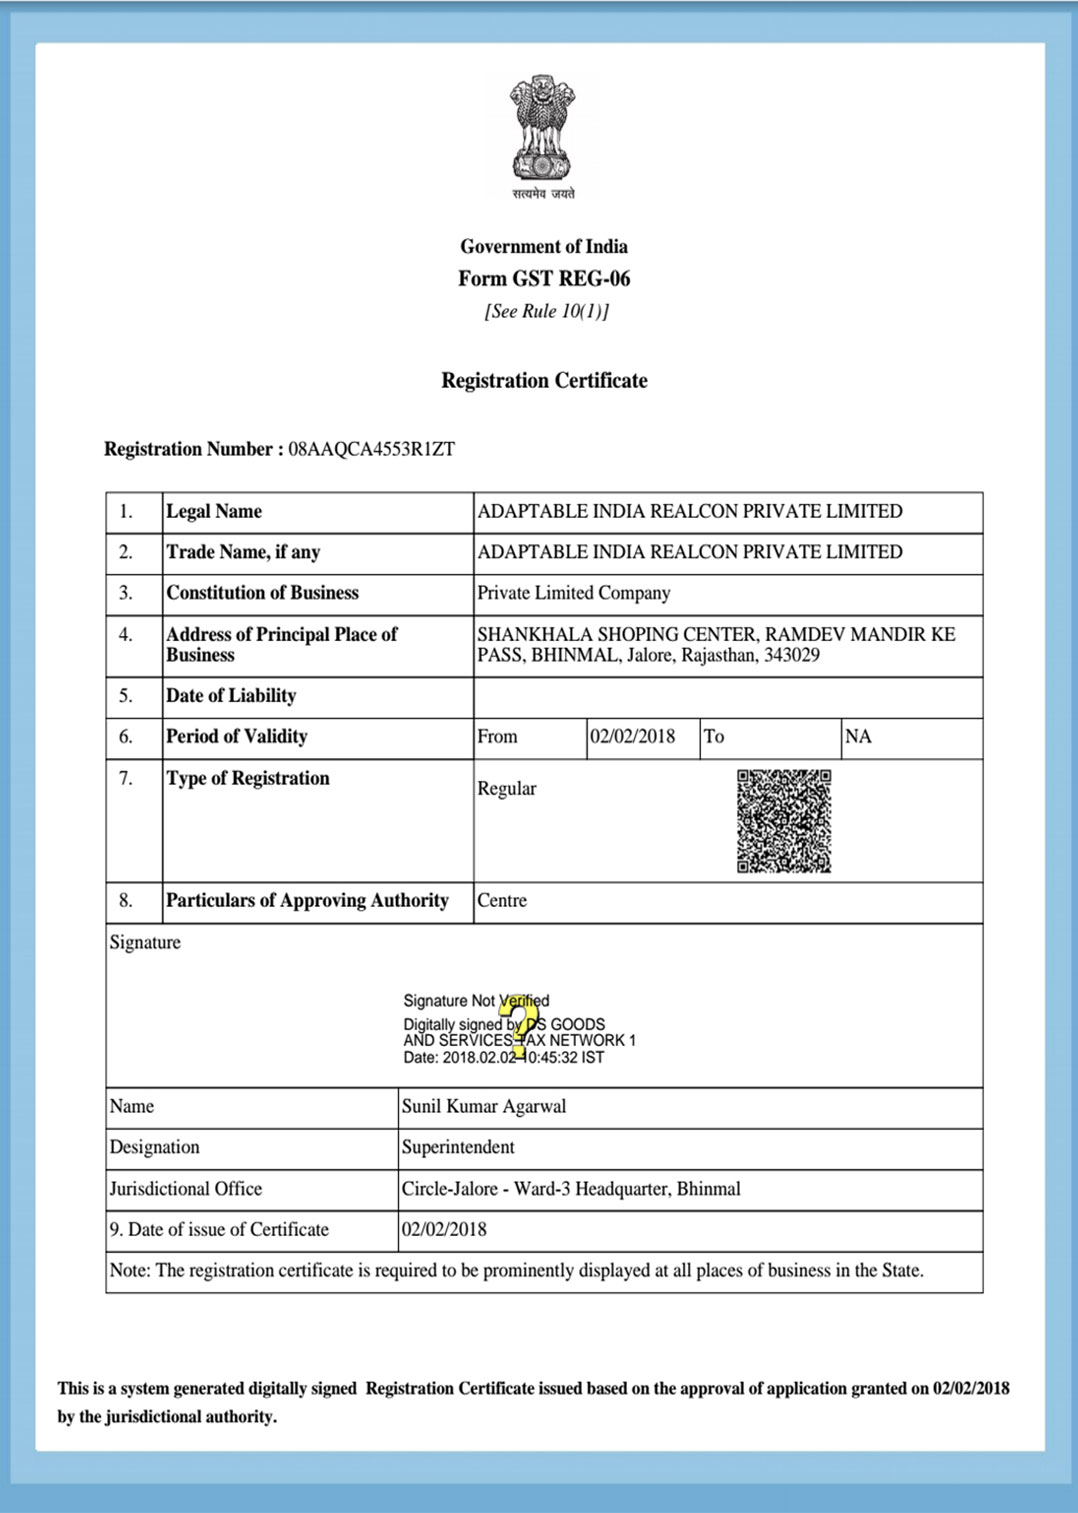 सत्यमेव जयते
Government of India
Form GST REG-06
[See Rule 10(1)]
Registration Certificate
Registration Number : 08AAQCA4553R1ZT
1. Legal Name ADAPTABLE INDIA REALCON PRIVATE LIMITED
2. Trade Name, if any ADAPTABLE INDIA REALCON PRIVATE LIMITED
3. Constitution of Business Private Limited Company
4. Address of Principal Place of Business SHANKHALA SHOPING CENTER, RAMDEV MANDIR KE
PASS, BHINMAL, Jalore, Rajasthan, 343029
5. Date of Liability
6. Period of Validity From 02/02/2018 To NA
7. Type of Registration Regular
8. Particulars of Approving Authority Centre
Signature
Signature Not Verified
Digitally signed by DS GOODS
AND SERVICES TAX NETWORK 1
Date: 2018.02.02 10:45:32 IST
Name Sunil Kumar Agarwal
Designation Superintendent
Jurisdictional Office Circle-Jalore - Ward-3 Headquarter, Bhinmal
9. Date of issue of Certificate 02/02/2018
Note: The registration certificate is required to be prominently displayed at all places of business in the State.
This is a system generated digitally signed Registration Certificate issued based on the approval of application granted on 02/02/2018
by the jurisdictional authority.